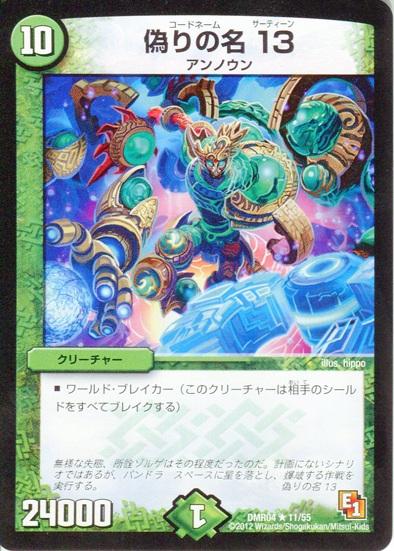 10
コードネーム サーティーン
偽りの名 13
アンノウン
illus. hippo
クリーチャー
■ ワールド・ブレイカー（このクリーチャーは相手のシール
ドをすべてブレイクする）
無様な失態、所詮ゾルゲはその程度だったのだ。計画にないシナリ
オではあるが、パンドラ スペースに星を落とし、爆破する作戦を
実行する。 偽りの名 13
24000
1
DMR04 ★ 11/55
©2012 Wizards/Shogakukan/Mitsui-Kids
E1